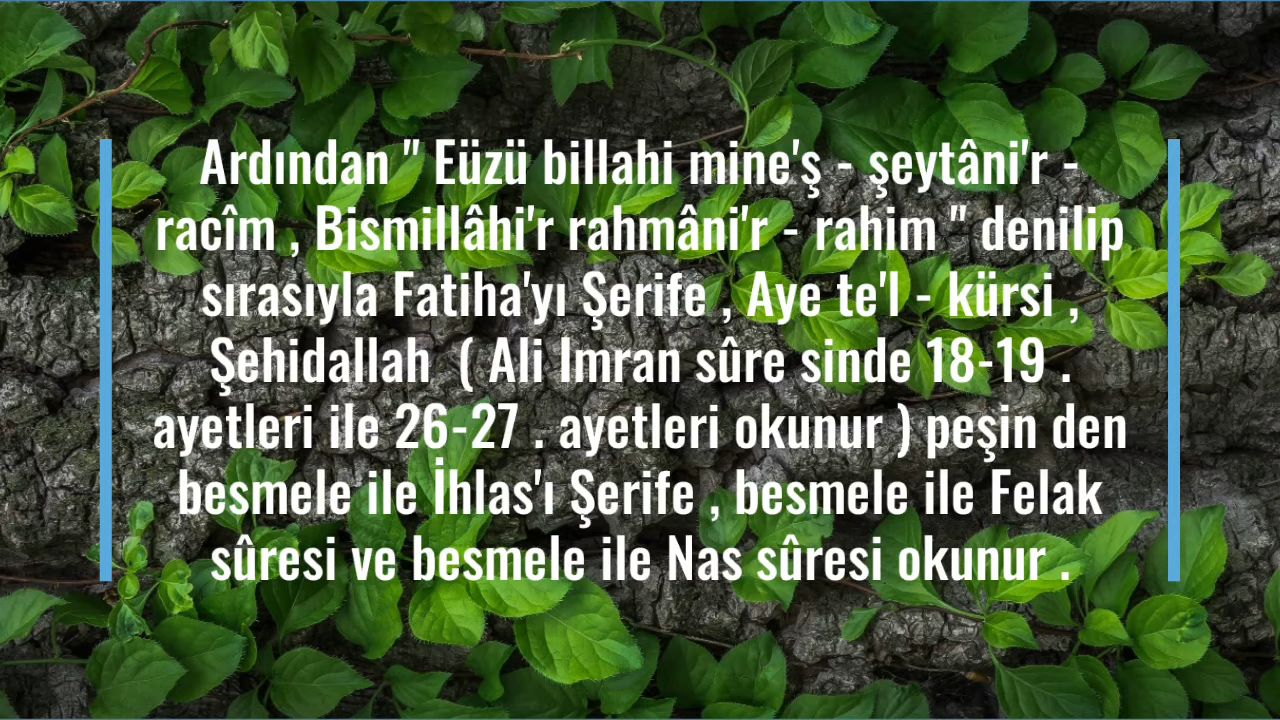 Ardından " Eüzü billahi mine'ş - şeytâni'r -
racîm , Bismillâhi'r rahmâni'r - rahim " denilip
sırasıyla Fatiha'yı Şerife , Aye te'l - kürsi ,
Şehidallah ( Ali Imran sûre sinde 18-19 .
ayetleri ile 26-27 . ayetleri okunur ) peşin den
besmele ile İhlas'ı Şerife , besmele ile Felak
sûresi ve besmele ile Nas sûresi okunur .